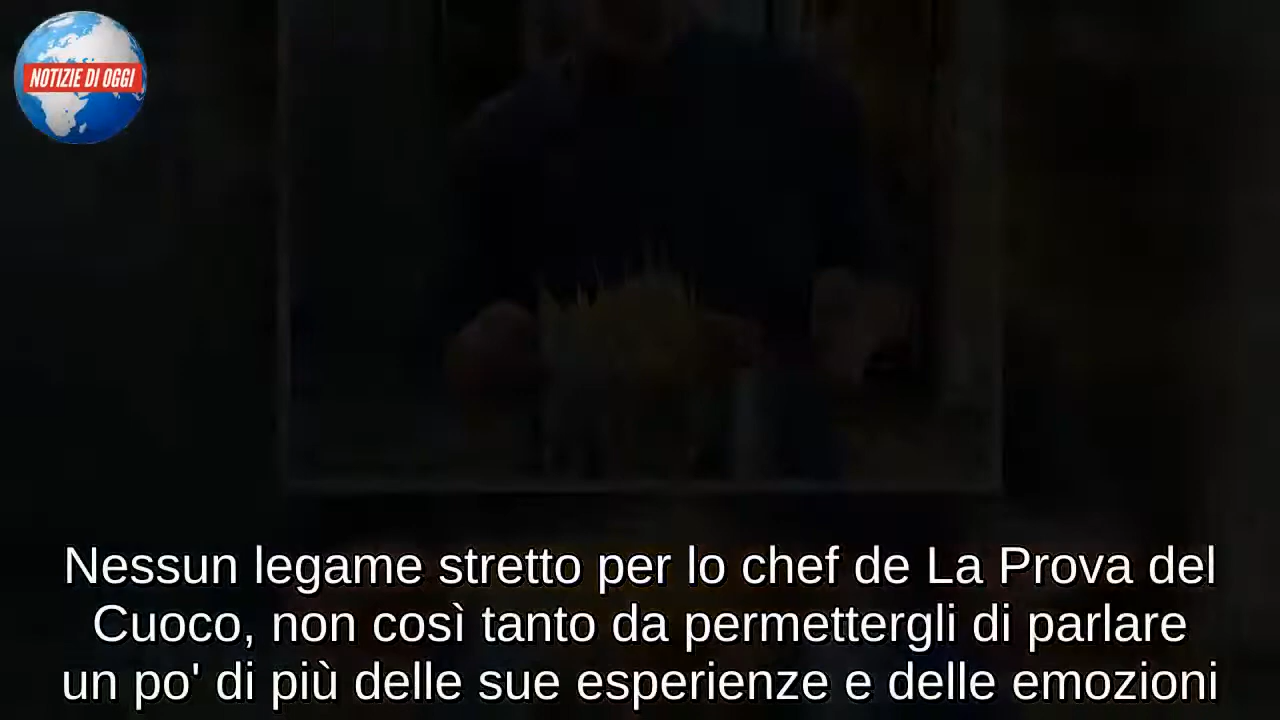 NOTIZIE DI OGGI
Nessun legame stretto per lo chef de La Prova del
Cuoco, non così tanto da permettergli di parlare
un po' di più delle sue esperienze e delle emozioni